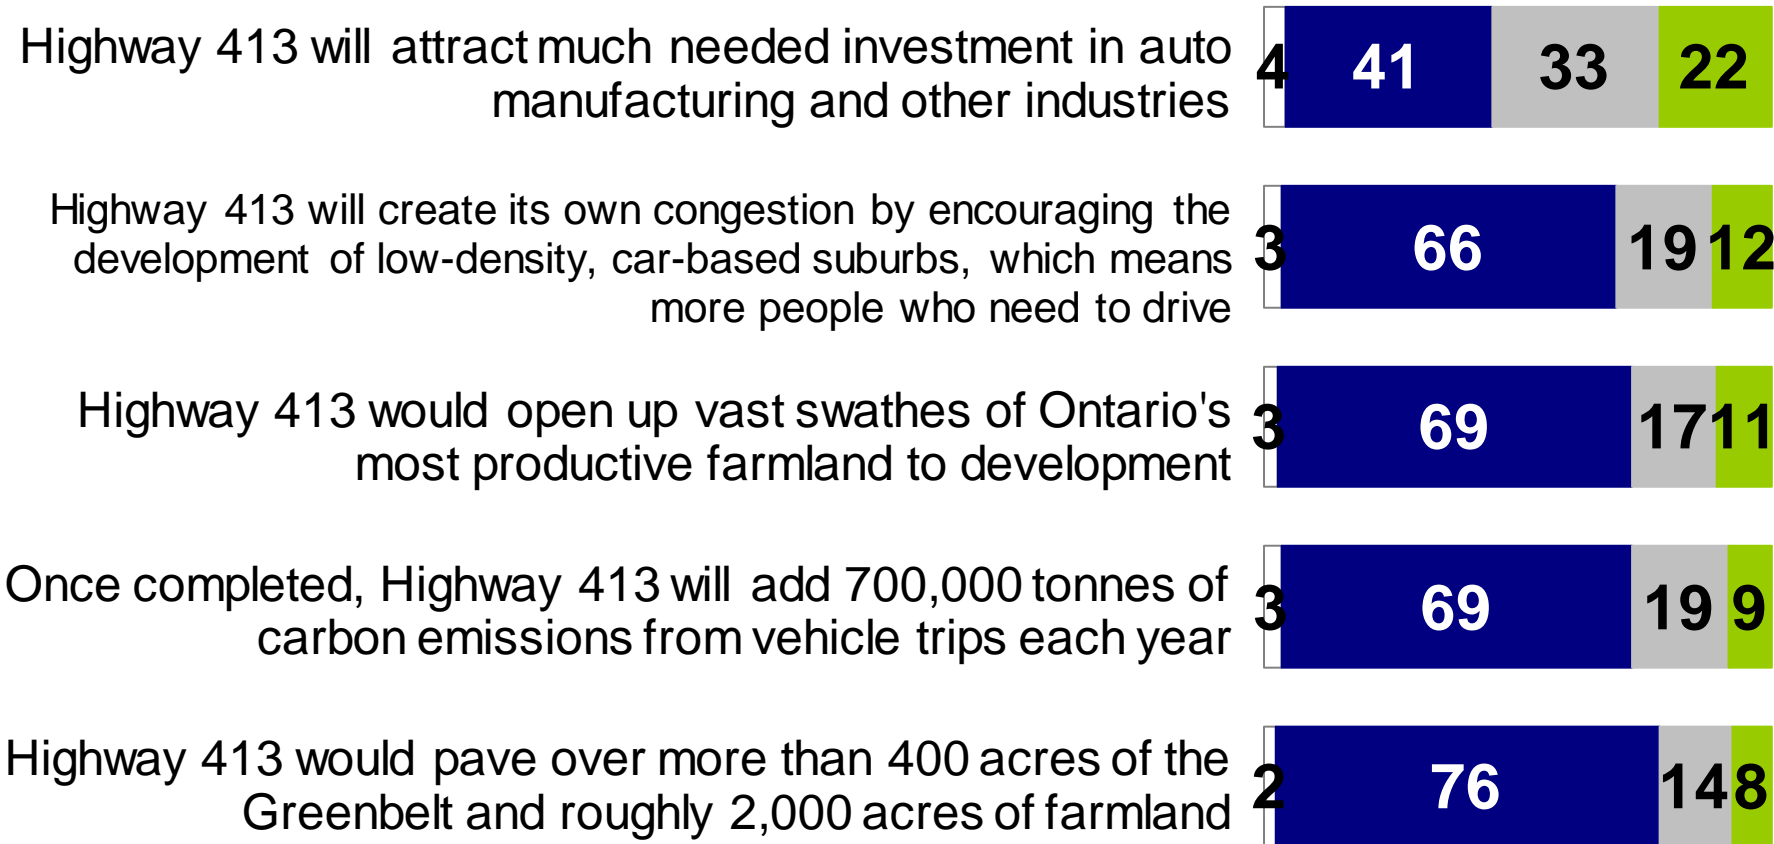 Highway 413 will attract much needed investment in auto
manufacturing and other industries
4 41 33 22
Highway 413 will create its own congestion by encouraging the
development of low-density, car-based suburbs, which means
more people who need to drive
3 66 19 12
Highway 413 would open up vast swathes of Ontario's
most productive farmland to development
3 69 17 11
Once completed, Highway 413 will add 700,000 tonnes of
carbon emissions from vehicle trips each year
3 69 19 9
Highway 413 would pave over more than 400 acres of the
Greenbelt and roughly 2,000 acres of farmland
2 76 14 8